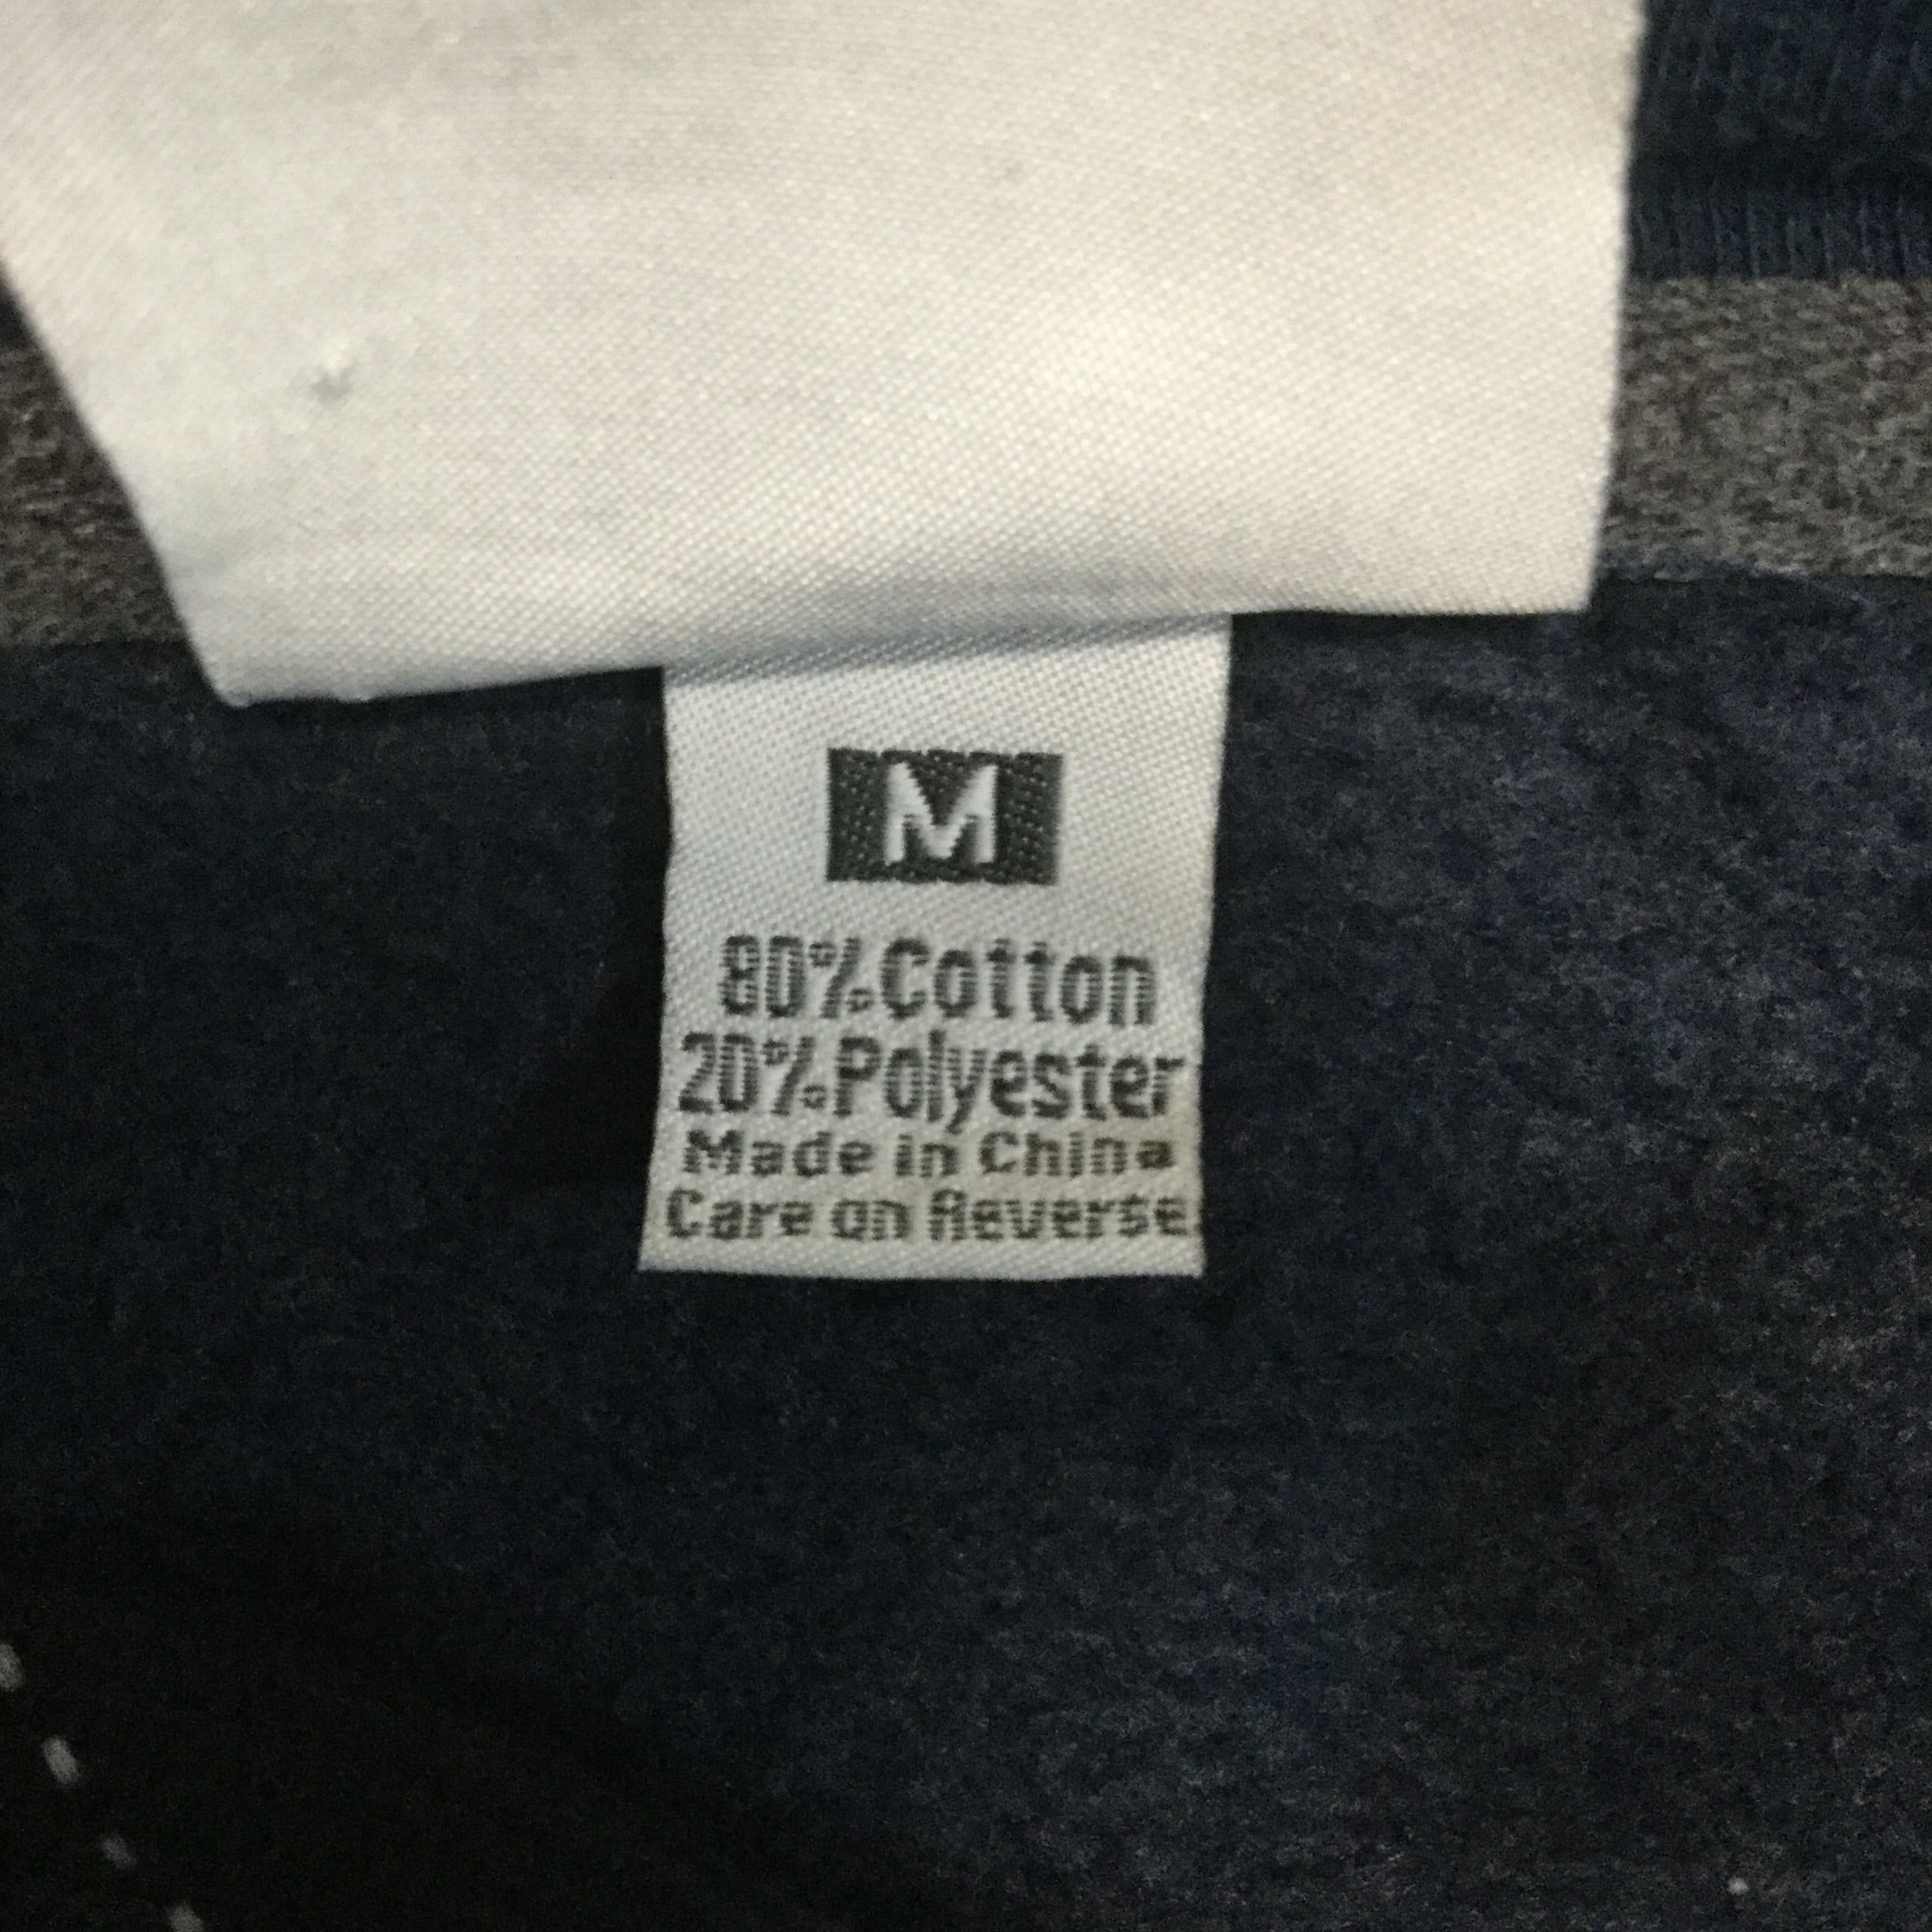 M
80%Cotton
20%Polyester
Made in China
Care on Reverse